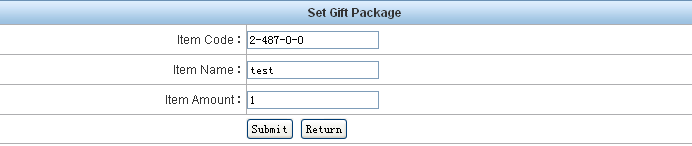 Set Gift Package
Item Code： 2-487-0-0
Item Name： test
Item Amount： 1
Submit Return